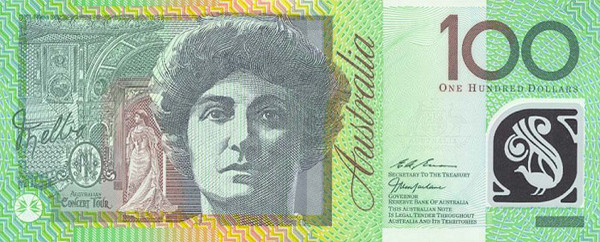 Melba
AUSTRALIAN
CONCERT TOUR
Australia
100
ONE HUNDRED DOLLARS
SECRETARY TO THE TREASURY
GOVERNOR
RESERVE BANK OF AUSTRALIA
THIS AUSTRALIAN NOTE
IS LEGAL TENDER THROUGHOUT
AUSTRALIA AND ITS TERRITORIES